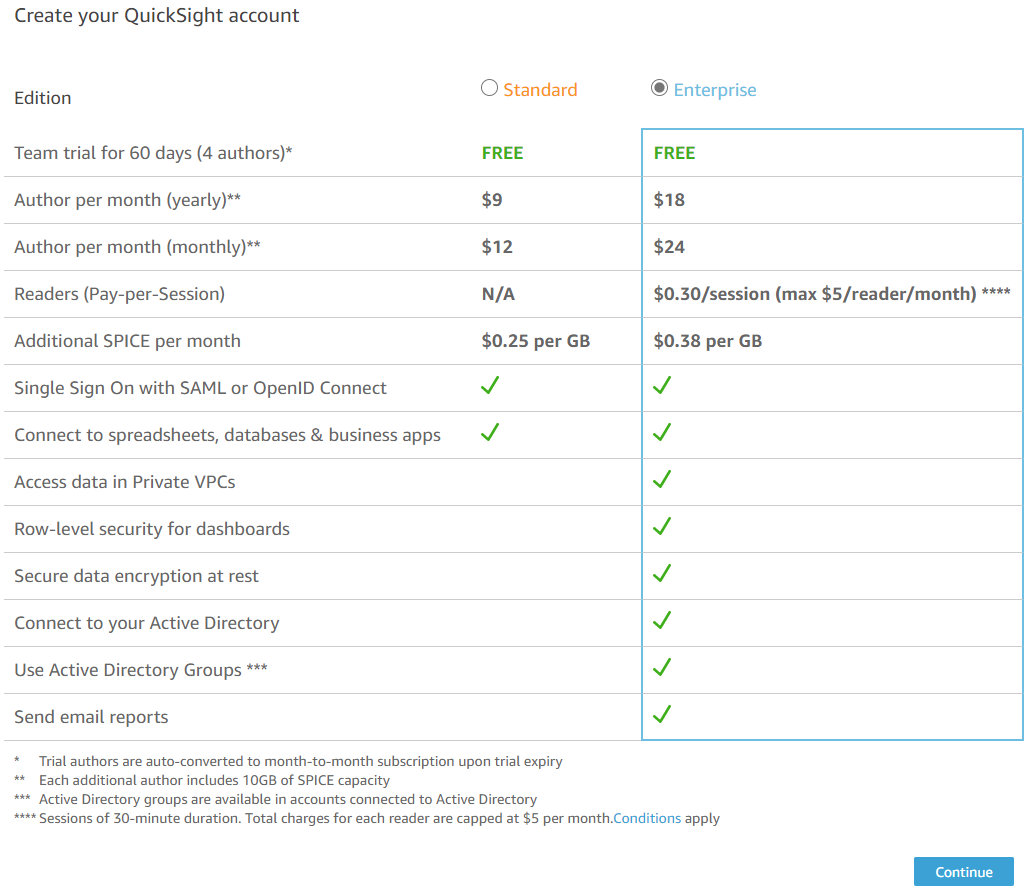 Create your QuickSight account
Edition Standard Enterprise
Team trial for 60 days (4 authors)* FREE FREE
Author per month (yearly)** $9 $18
Author per month (monthly)** $12 $24
Readers (Pay-per-Session) N/A $0.30/session (max $5/reader/month) ****
Additional SPICE per month $0.25 per GB $0.38 per GB
Single Sign On with SAML or OpenID Connect
Connect to spreadsheets, databases & business apps
Access data in Private VPCs
Row-level security for dashboards
Secure data encryption at rest
Connect to your Active Directory
Use Active Directory Groups ***
Send email reports
* Trial authors are auto-converted to month-to-month subscription upon trial expiry
** Each additional author includes 10GB of SPICE capacity
*** Active Directory groups are available in accounts connected to Active Directory
**** Sessions of 30-minute duration. Total charges for each reader are capped at $5 per month.Conditions apply
Continue